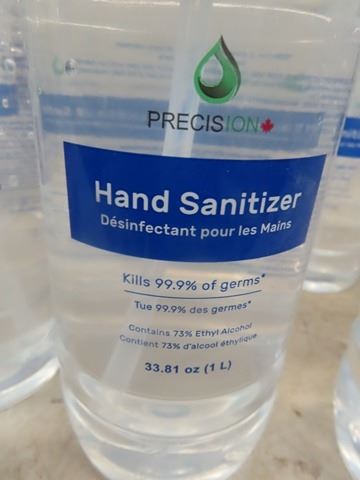 PRECISION
Hand Sanitizer
Désinfectant pour les Mains
Kills 99.9% of germs*
Tue 99.9% des germes*
Contains 73% Ethyl Alcohol
Contient 73% d'alcool éthylique
33.81 oz (1 L)